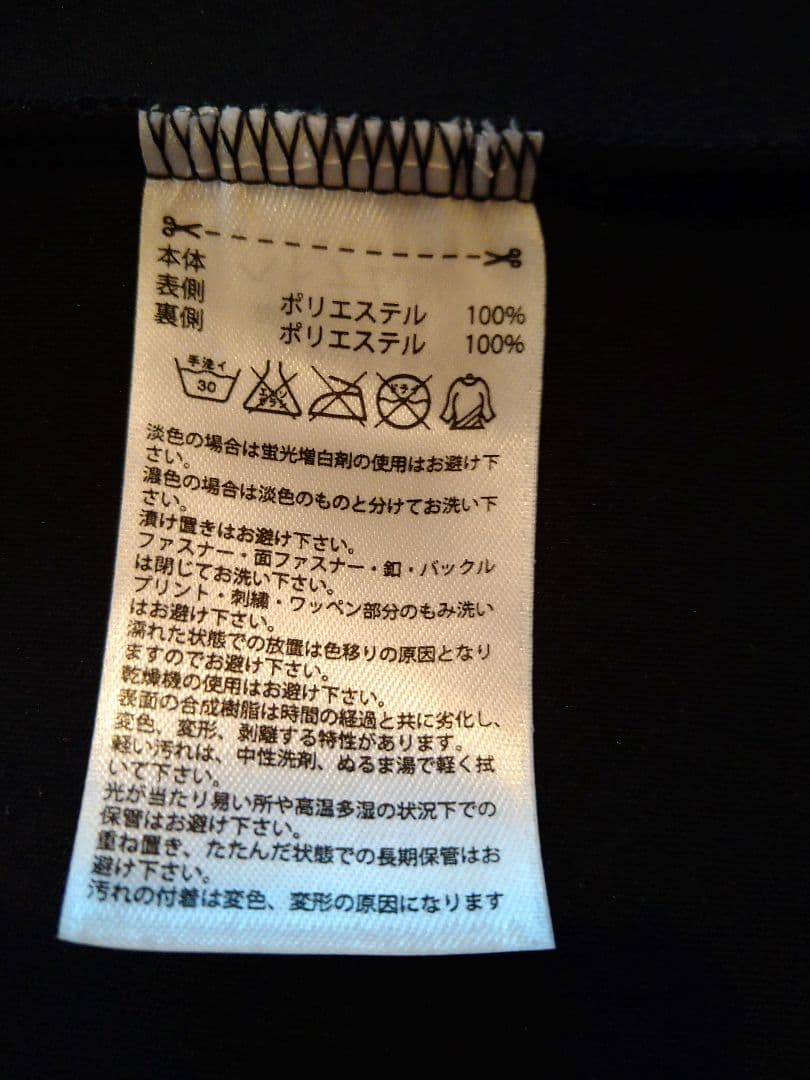 本体
表側 ポリエステル 100%
裏側 ポリエステル 100%
手洗イ
30
エンソ
サラシ
ドライ
淡色の場合は蛍光増白剤の使用はお避け下
さい。
濃色の場合は淡色のものと分けてお洗い下
さい。
漬け置きはお避け下さい。
ファスナー・面ファスナー・釦・バックル
は閉じてお洗い下さい。
プリント・刺繍・ワッペン部分のもみ洗い
はお避け下さい。
濡れた状態での放置は色移りの原因となり
ますのでお避け下さい。
乾燥機の使用はお避け下さい。
表面の合成樹脂は時間の経過と共に劣化し、
変色、変形、剥離する特性があります。
軽い汚れは、中性洗剤、ぬるま湯で軽く拭
いて下さい。
光が当たり易い所や高温多湿の状況下での
保管はお避け下さい。
重ね置き、たたんだ状態での長期保管はお
避け下さい。
汚れの付着は変色、変形の原因になります